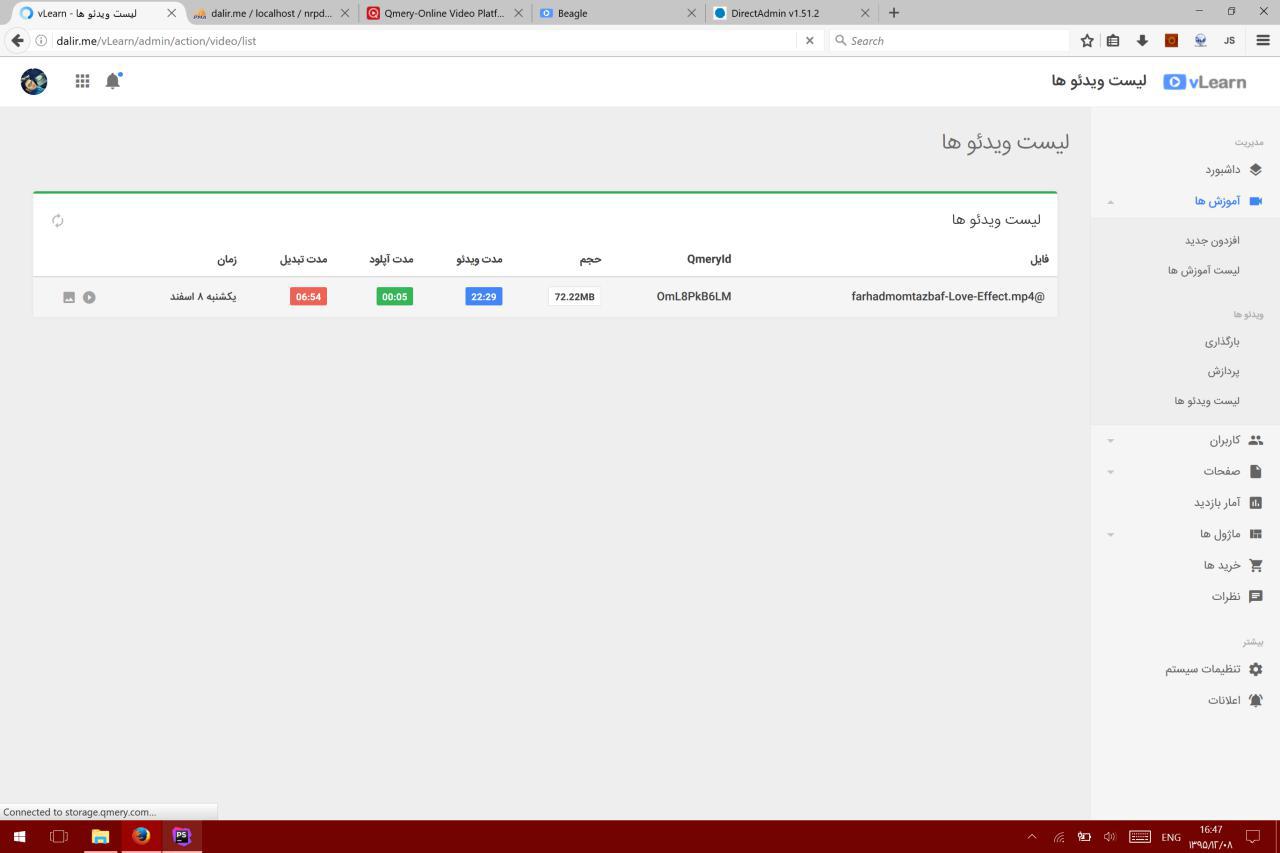 vLearn - لیست ویدئو ها
dalir.me / localhost / nrpd...
Qmery-Online Video Platf...
Beagle
DirectAdmin v1.51.2
dalir.me/vLearn/admin/action/video/list
Search
JS
vLearn
لیست ویدئو ها
مدیریت
داشبورد
آموزش ها
افزدون جدید
لیست آموزش ها
ویدئو ها
بارگذاری
پردازش
لیست ویدئو ها
کاربران
صفحات
آمار بازدید
ماژول ها
خرید ها
نظرات
بیشتر
تنظیمات سیستم
اعلانات
لیست ویدئو ها
لیست ویدئو ها
فایل QmeryId حجم مدت ویدئو مدت آپلود مدت تبدیل زمان
farhadmomtazbaf-Love-Effect.mp4@ OmL8PkB6LM 72.22MB 22:29 00:05 06:54 یکشنبه ۸ اسفند
Connected to storage.qmery.com...
PS
ENG
16:47
۱۳۹۵/۱۲/۰۸